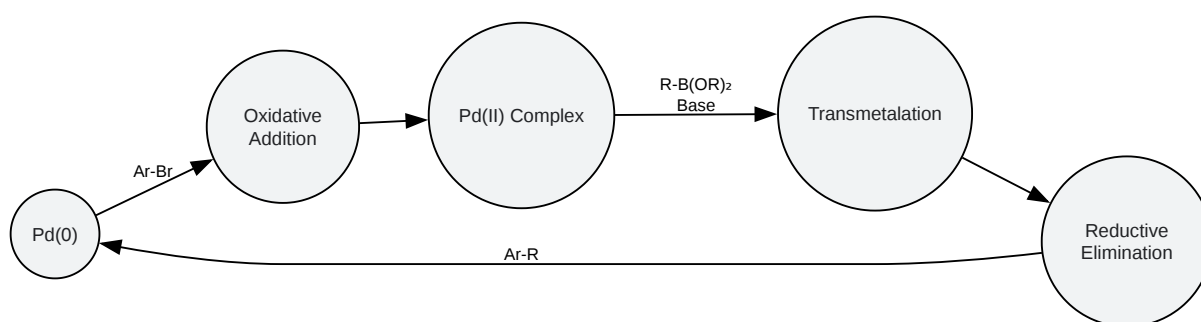 Pd(0)
Ar-Br
Oxidative
Addition
Pd(II) Complex
R-B(OR)₂
Base
Transmetalation
Reductive
Elimination
Ar-R